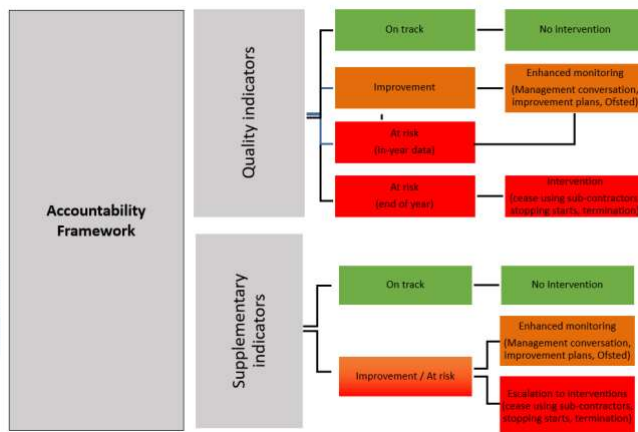 Accountability
Framework
Quality indicators
On track
No intervention
Improvement
Enhanced monitoring
(Management conversation,
improvement plans, Ofsted)
At risk
(In-year data)
At risk
(end of year)
Intervention
(cease using sub-contractors,
stopping starts, termination)
Supplementary
indicators
On track
No Intervention
Improvement / At risk
Enhanced monitoring
(Management conversation,
improvement plans, Ofsted)
Escalation to interventions
(cease using sub-contractors,
stopping starts, termination)